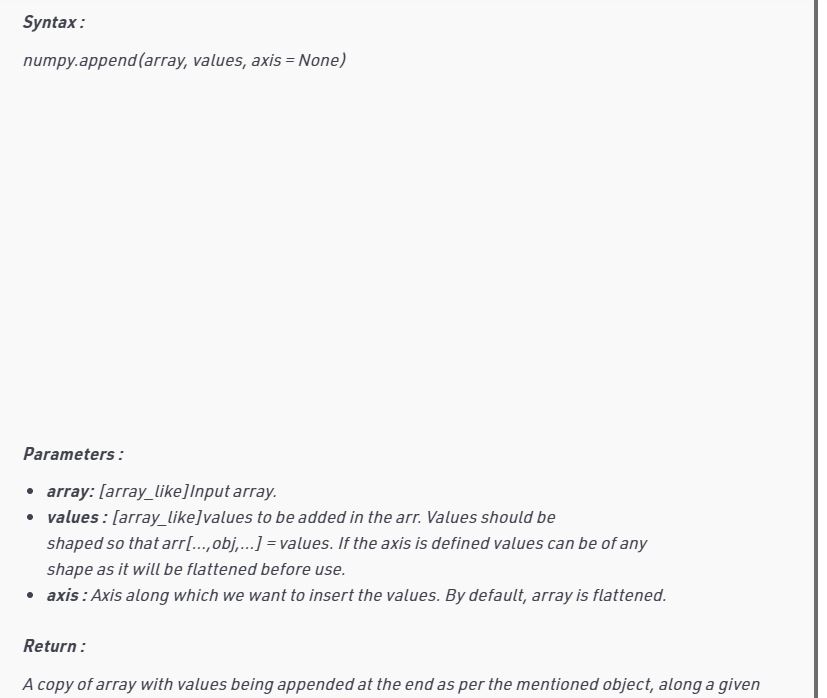 Syntax :
numpy.append(array, values, axis = None)
Parameters :
• array: [array_like]Input array.
• values : [array_like]values to be added in the arr. Values should be
shaped so that arr[...,obj,...] = values. If the axis is defined values can be of any
shape as it will be flattened before use.
• axis : Axis along which we want to insert the values. By default, array is flattened.
Return :
A copy of array with values being appended at the end as per the mentioned object, along a given